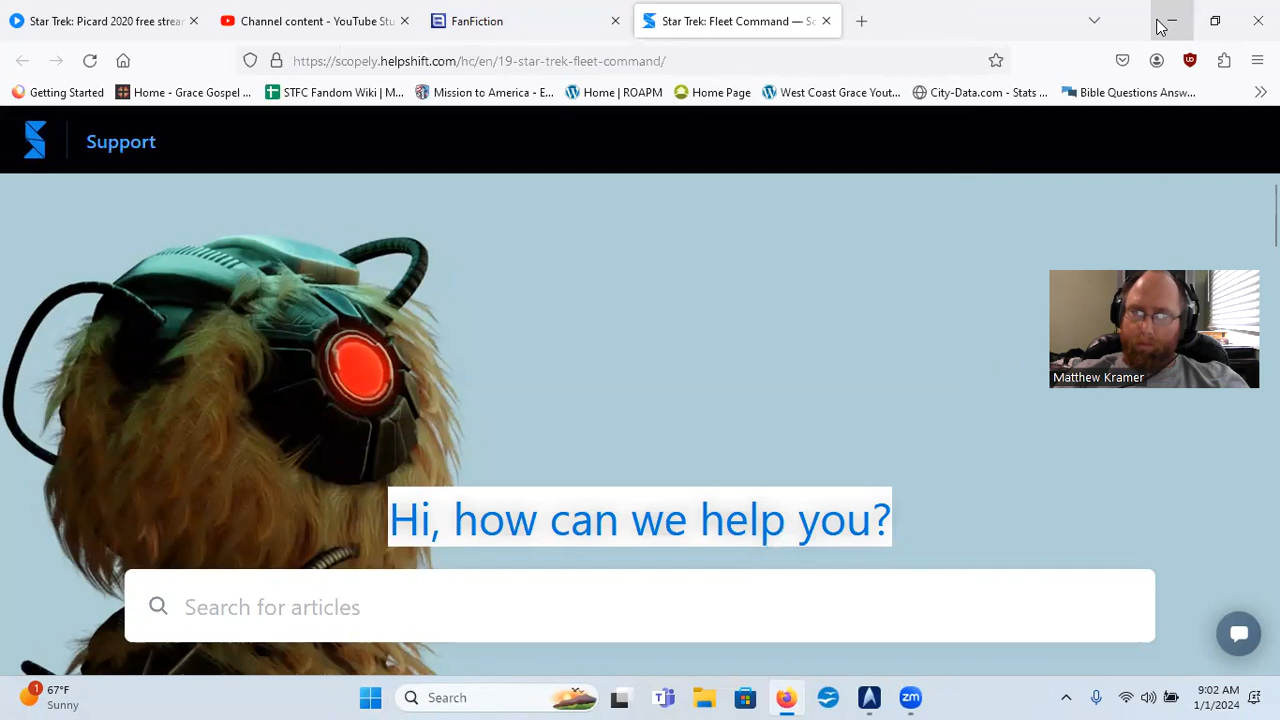 Star Trek: Picard 2020 free strea
Channel content - YouTube Stu
FanFiction
Star Trek: Fleet Command — Sc
https://scopely.helpshift.com/hc/en/19-star-trek-fleet-command/
Getting Started
Home - Grace Gospel ...
STFC Fandom Wiki | M...
Mission to America - E...
Home | ROAPM
Home Page
West Coast Grace Yout...
City-Data.com - Stats ...
Bible Questions Answ...
Support
Matthew Kramer
Hi, how can we help you?
Search for articles
1
67°F
Sunny
Search
zm
9:02 AM
1/1/2024